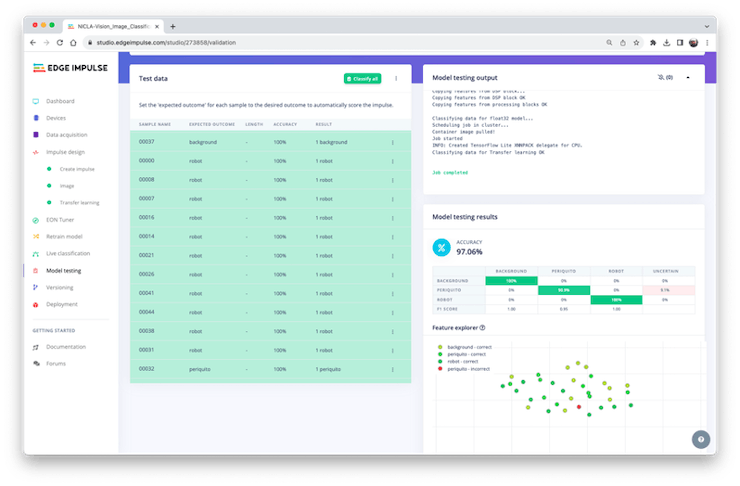 NICLA-Vision_Image_Classific
studio.edgeimpulse.com/studio/273858/validation
EDGE IMPULSE
Dashboard
Devices
Data acquisition
Impulse design
Create impulse
Image
Transfer learning
EON Tuner
Retrain model
Live classification
Model testing
Versioning
Deployment
GETTING STARTED
Documentation
Forums
Test data
Classify all
Set the 'expected outcome' for each sample to the desired outcome to automatically score the impulse.
SAMPLE NAME EXPECTED OUTCOME LENGTH ACCURACY RESULT
00037 background - 100% 1 background
00000 robot - 100% 1 robot
00008 robot - 100% 1 robot
00007 robot - 100% 1 robot
00016 robot - 100% 1 robot
00014 robot - 100% 1 robot
00021 robot - 100% 1 robot
00026 robot - 100% 1 robot
00041 robot - 100% 1 robot
00044 robot - 100% 1 robot
00038 robot - 100% 1 robot
00031 robot - 100% 1 robot
00032 periquito - 100% 1 periquito
Model testing output
(0)
Copying features from DSP block...
Copying features from DSP block OK
Copying features from processing blocks OK
Classifying data for float32 model...
Scheduling job in cluster...
Container image pulled!
Job started
INFO: Created TensorFlow Lite XNNPACK delegate for CPU.
Classifying data for Transfer learning OK
Job completed
Model testing results
%
ACCURACY
97.06%
BACKGROUND PERIQUITO ROBOT UNCERTAIN
BACKGROUND 100% 0% 0% 0%
PERIQUITO 0% 90.9% 0% 9.1%
ROBOT 0% 0% 100% 0%
F1 SCORE 1.00 0.95 1.00
Feature explorer
background - correct
periquito - correct
robot - correct
periquito - incorrect